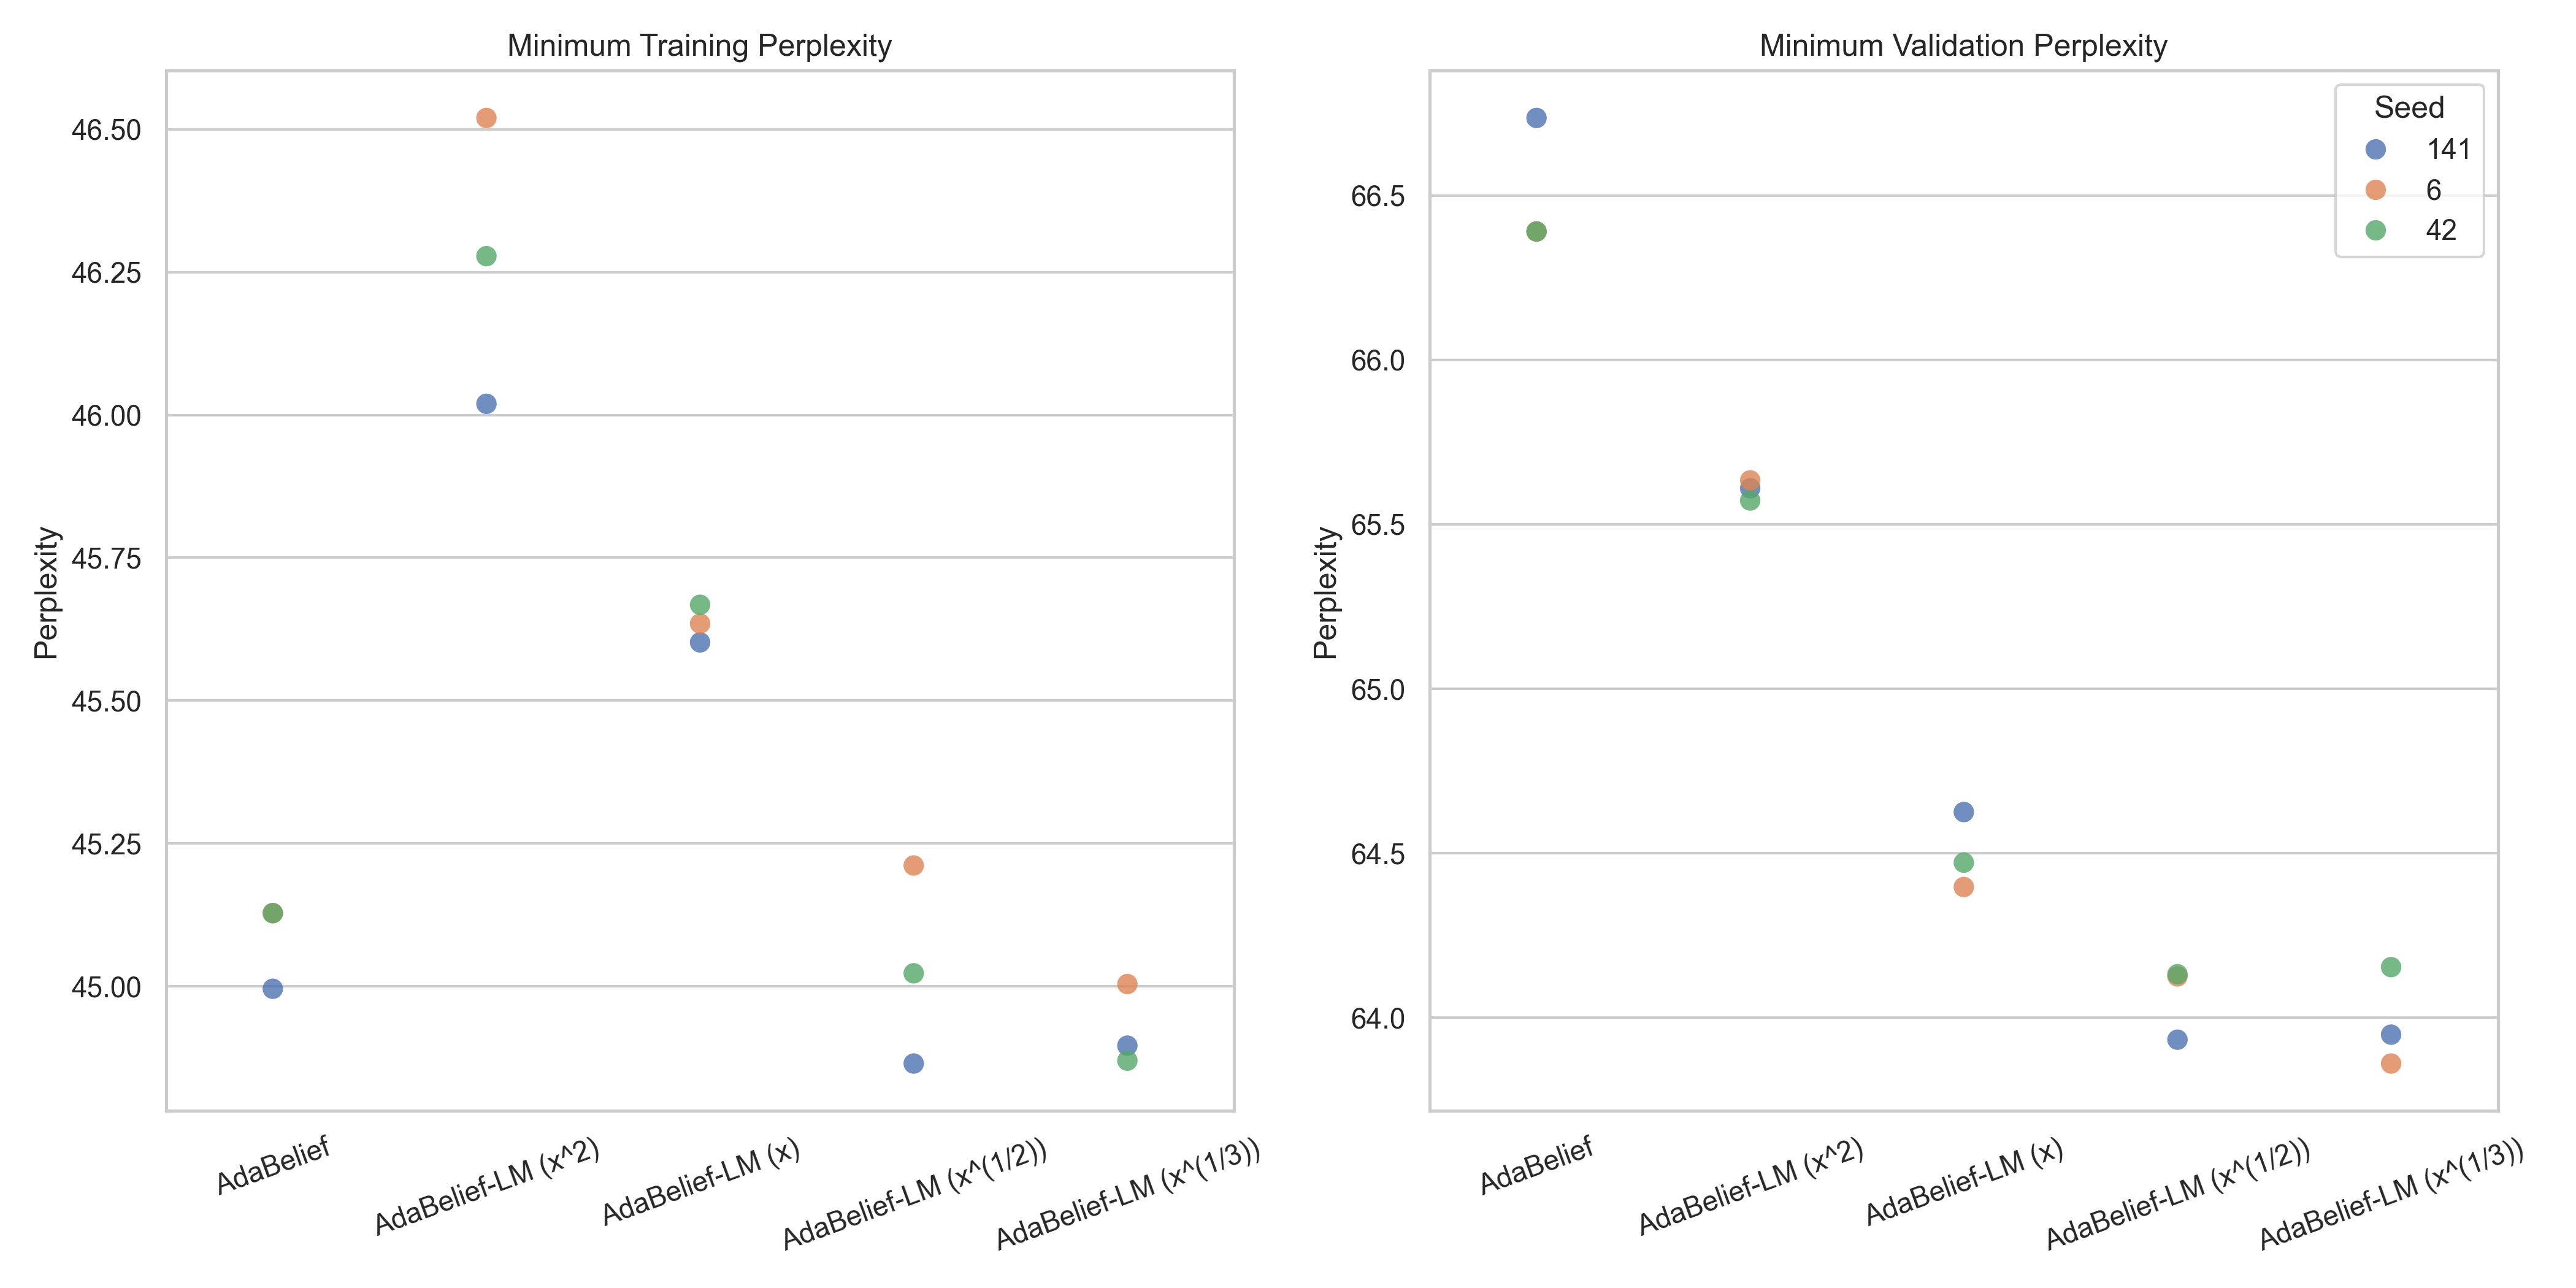 Minimum Training Perplexity
Perplexity
46.50
46.25
46.00
45.75
45.50
45.25
45.00
AdaBelief
AdaBelief-LM (x^2)
AdaBelief-LM (x)
AdaBelief-LM (x^(1/2))
AdaBelief-LM (x^(1/3))
Minimum Validation Perplexity
Perplexity
66.5
66.0
65.5
65.0
64.5
64.0
Seed
141
6
42
AdaBelief
AdaBelief-LM (x^2)
AdaBelief-LM (x)
AdaBelief-LM (x^(1/2))
AdaBelief-LM (x^(1/3))